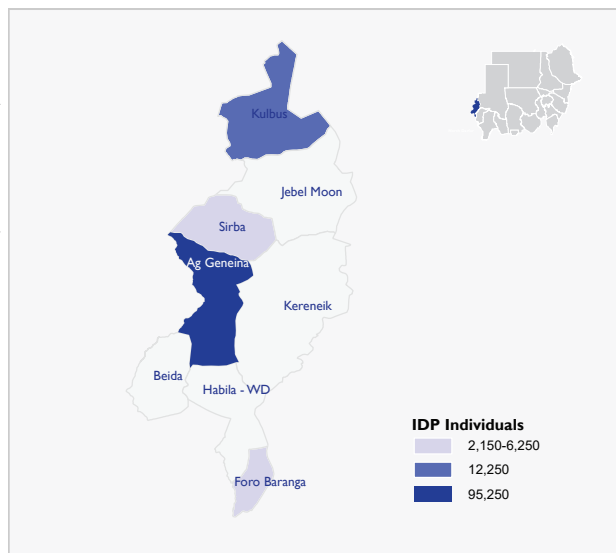 Kulbus
Jebel Moon
Sirba
Ag Geneina
Kereneik
Beida
Habila - WD
Foro Baranga
IDP Individuals
2,150-6,250
12,250
95,250